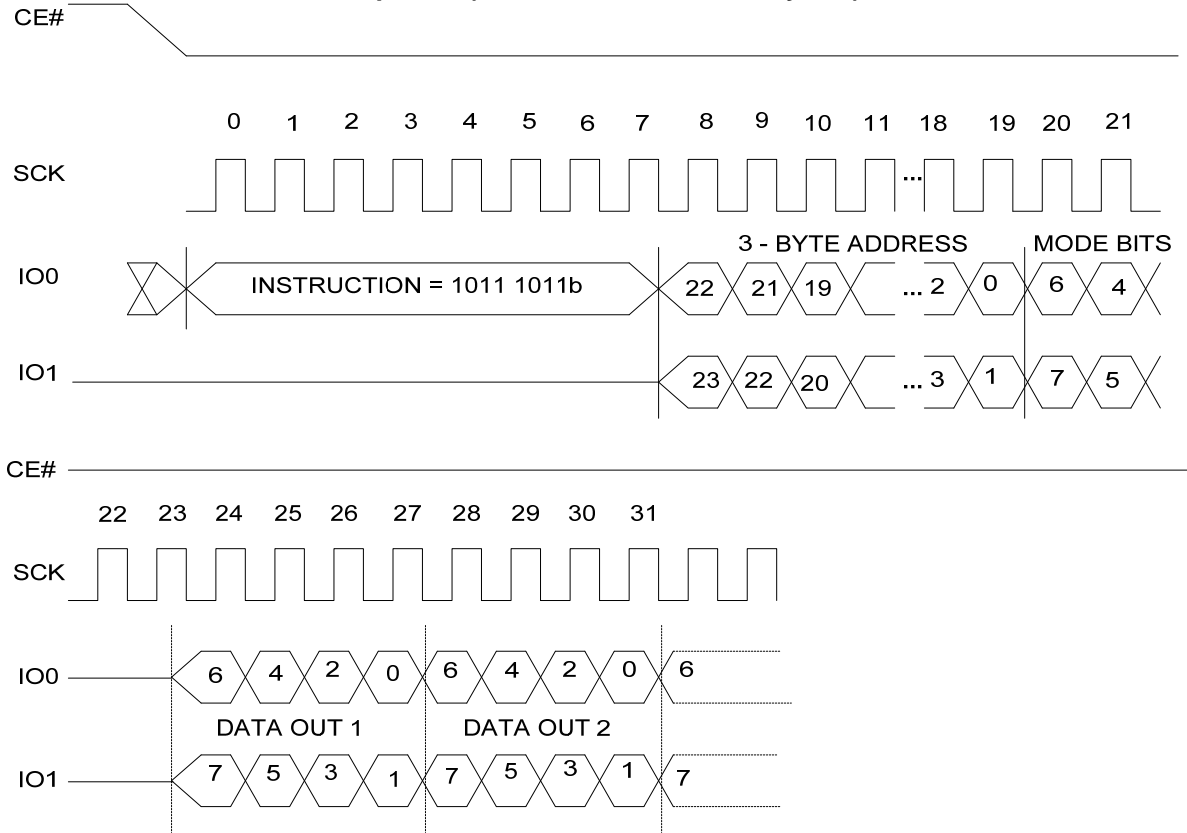 CE#
0 1 2 3 4 5 6 7 8 9 10 11 18 19 20 21
SCK ...
3 - BYTE ADDRESS MODE BITS
IO0 INSTRUCTION = 1011 1011b 22 21 19 ... 2 0 6 4
IO1 23 22 20 ... 3 1 7 5
CE#
22 23 24 25 26 27 28 29 30 31
SCK
IO0 6 4 2 0 6 4 2 0 6
DATA OUT 1 DATA OUT 2
IO1 7 5 3 1 7 5 3 1 7